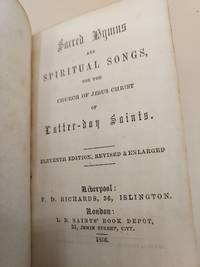 Sacred Hymns
AND
SPIRITUAL SONGS,
FOR THE
CHURCH OF JESUS CHRIST
OF
Latter-day Saints.
ELEVENTH EDITION, REVISED & ENLARGED
Liverpool:
F. D. RICHARDS, 36, ISLINGTON.
London:
L. D. SAINTS' BOOK DEPOT,
35, JEWIN STREET, CITY.
1856.